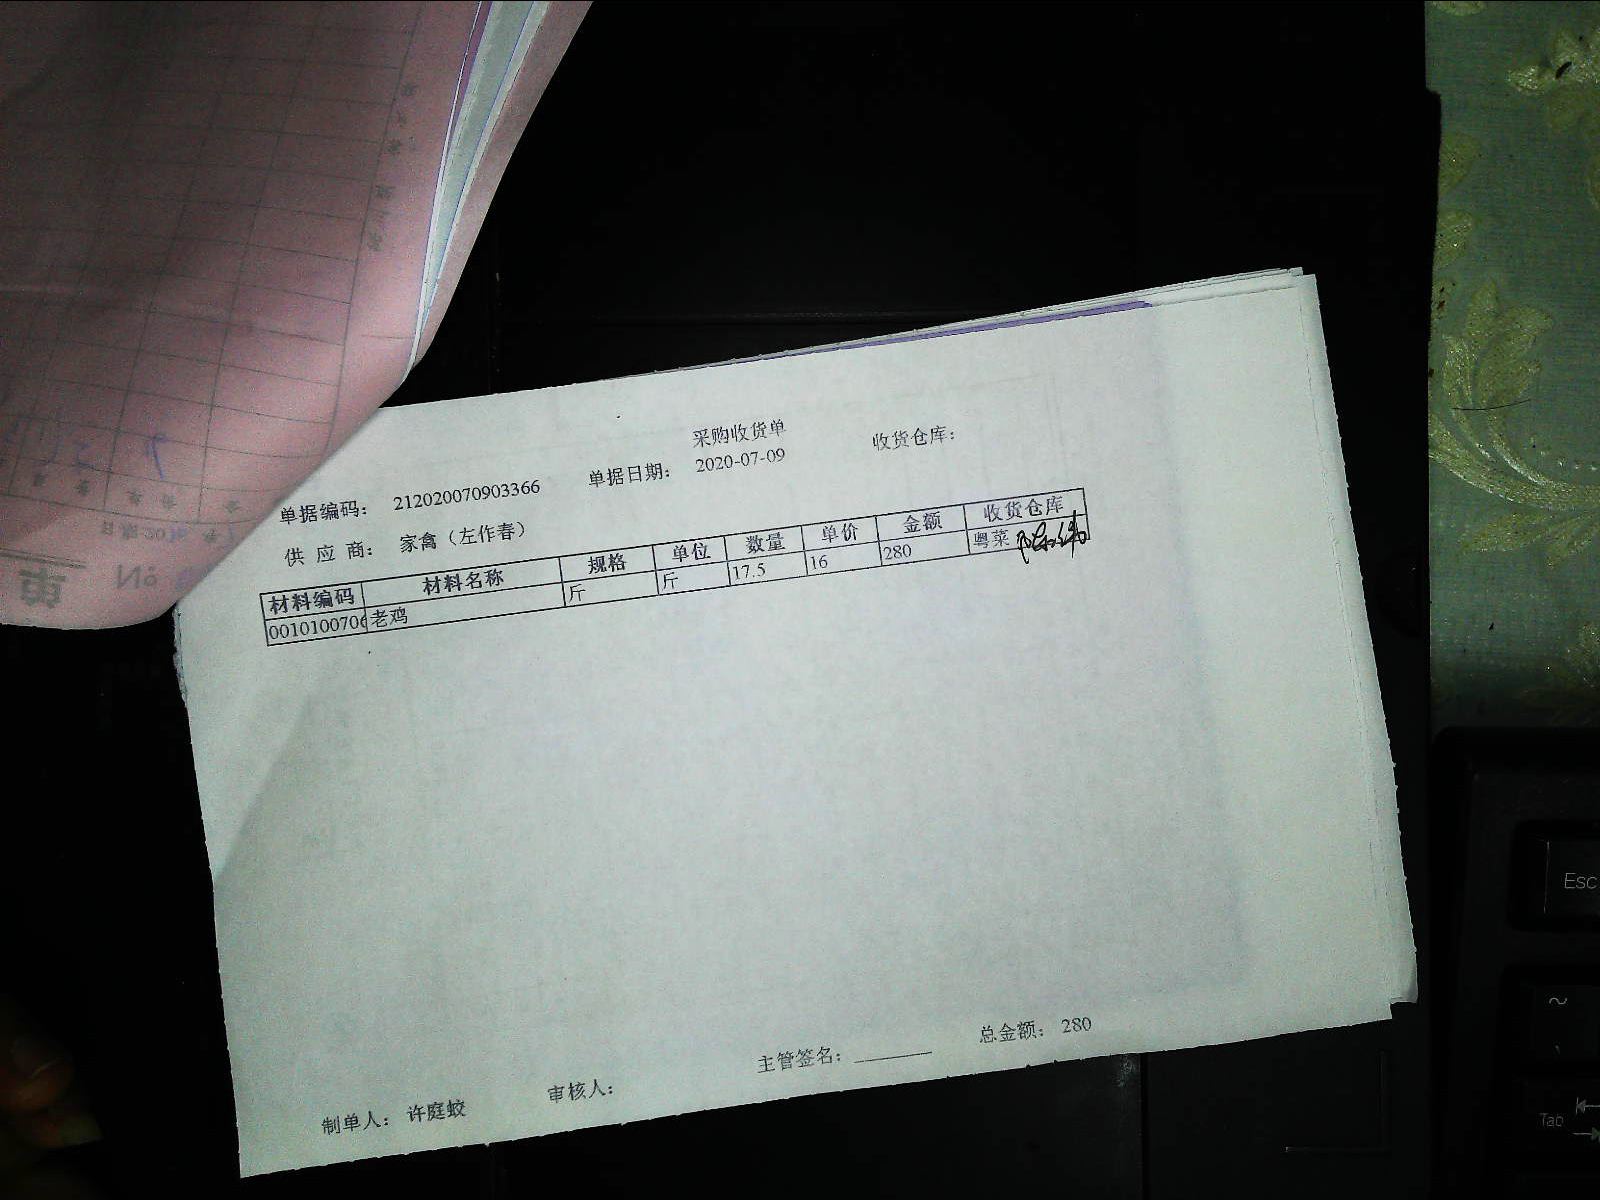 采购收货单
单据编码： 212020070903366 单据日期： 2020-07-09 收货仓库：
供 应 商： 家禽（左作春）
材料编码 材料名称 规格 单位 数量 单价 金额 收货仓库
0010100706 老鸡 斤 斤 17.5 16 280 粤菜
制单人： 许庭蛟 审核人： 主管签名： 总金额： 280
Esc
~
Tab